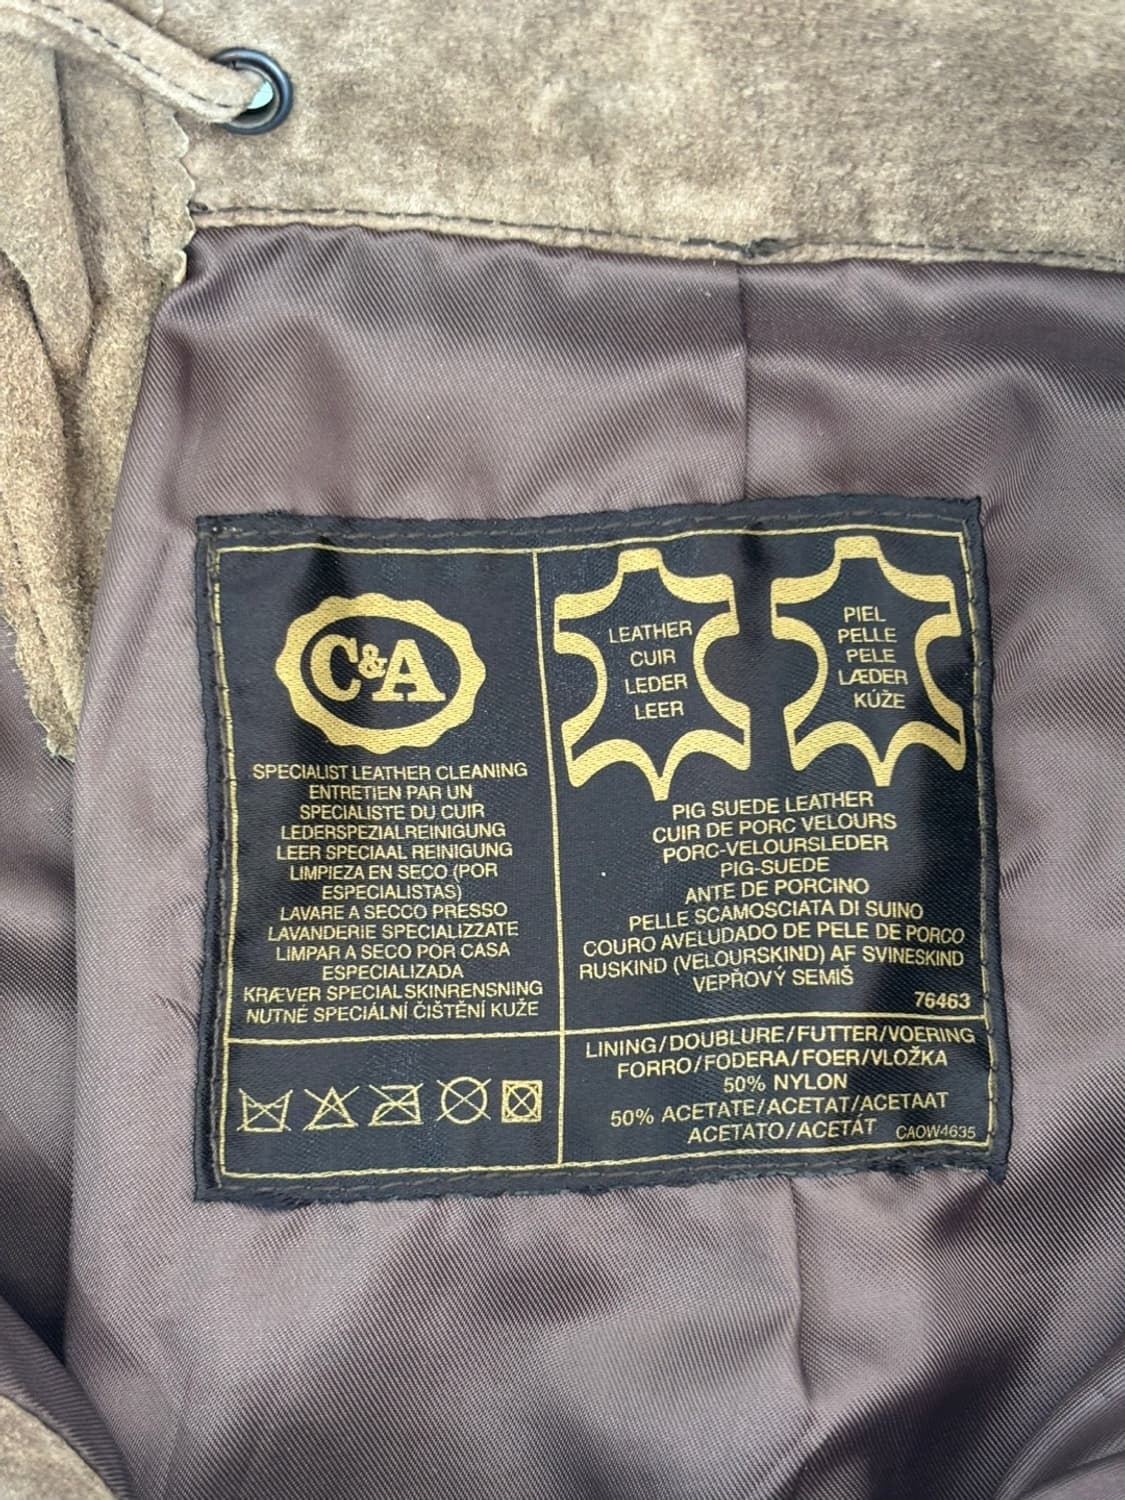 C&A
SPECIALIST LEATHER CLEANING
ENTRETIEN PAR UN
SPECIALISTE DU CUIR
LEDERSPEZIALREINIGUNG
LEER SPECIAAL REINIGUNG
LIMPIEZA EN SECO (POR
ESPECIALISTAS)
LAVARE A SECCO PRESSO
LAVANDERIE SPECIALIZZATE
LIMPAR A SECO POR CASA
ESPECIALIZADA
KRÆVER SPECIALSKINRENSNING
NUTNÉ SPECIÁLNÍ ČIŠTĚNÍ KUŽE
LEATHER
CUIR
LEDER
LEER
PIEL
PELLE
PELE
LÆDER
KÚŽE
PIG SUEDE LEATHER
CUIR DE PORC VELOURS
PORC-VELOURSLEDER
PIG-SUEDE
ANTE DE PORCINO
PELLE SCAMOSCIATA DI SUINO
COURO AVELUDADO DE PELE DE PORCO
RUSKIND (VELOURSKIND) AF SVINESKIND
VEPŘOVÝ SEMIŠ
76463
LINING/DOUBLURE/FUTTER/VOERING
FORRO/FODERA/FOER/VLOŽKA
50% NYLON
50% ACETATE/ACETAT/ACETAAT
ACETATO/ACETÁT
CAOW4635